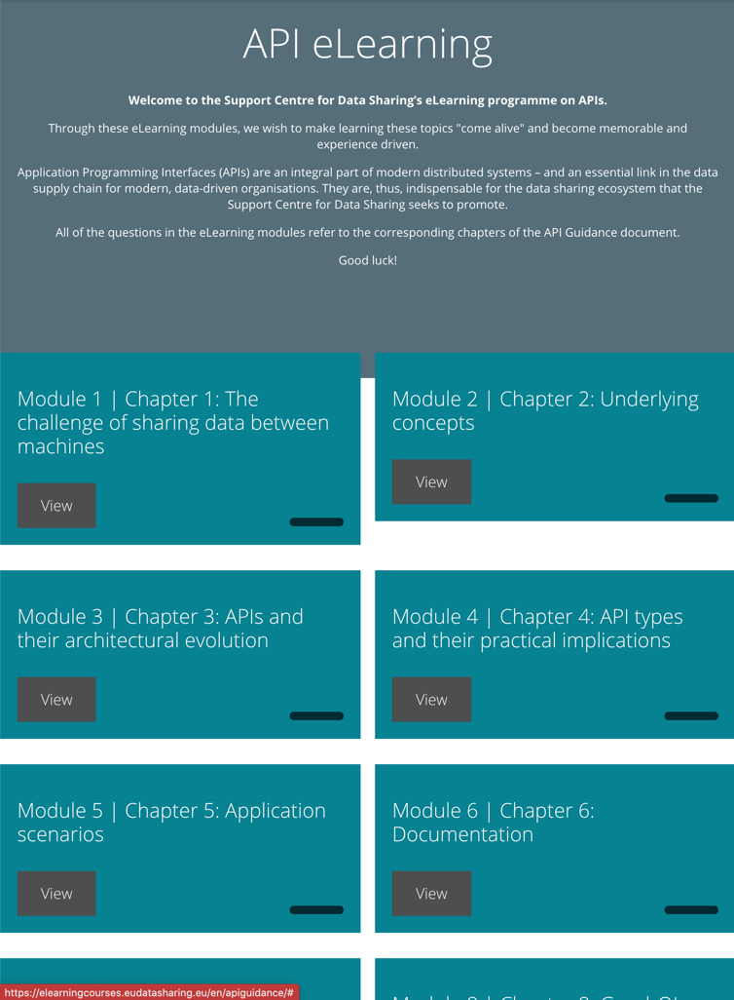 API eLearning
Welcome to the Support Centre for Data Sharing’s eLearning programme on APIs.
Through these eLearning modules, we wish to make learning these topics "come alive" and become memorable and
experience driven.
Application Programming Interfaces (APIs) are an integral part of modern distributed systems – and an essential link in the data
supply chain for modern, data-driven organisations. They are, thus, indispensable for the data sharing ecosystem that the
Support Centre for Data Sharing seeks to promote.
All of the questions in the eLearning modules refer to the corresponding chapters of the API Guidance document.
Good luck!
Module 1 | Chapter 1: The
challenge of sharing data between
machines
View
Module 2 | Chapter 2: Underlying
concepts
View
Module 3 | Chapter 3: APIs and
their architectural evolution
View
Module 4 | Chapter 4: API types
and their practical implications
View
Module 5 | Chapter 5: Application
scenarios
View
Module 6 | Chapter 6:
Documentation
View
https://elearningcourses.eudatasharing.eu/en/apiguidance/#